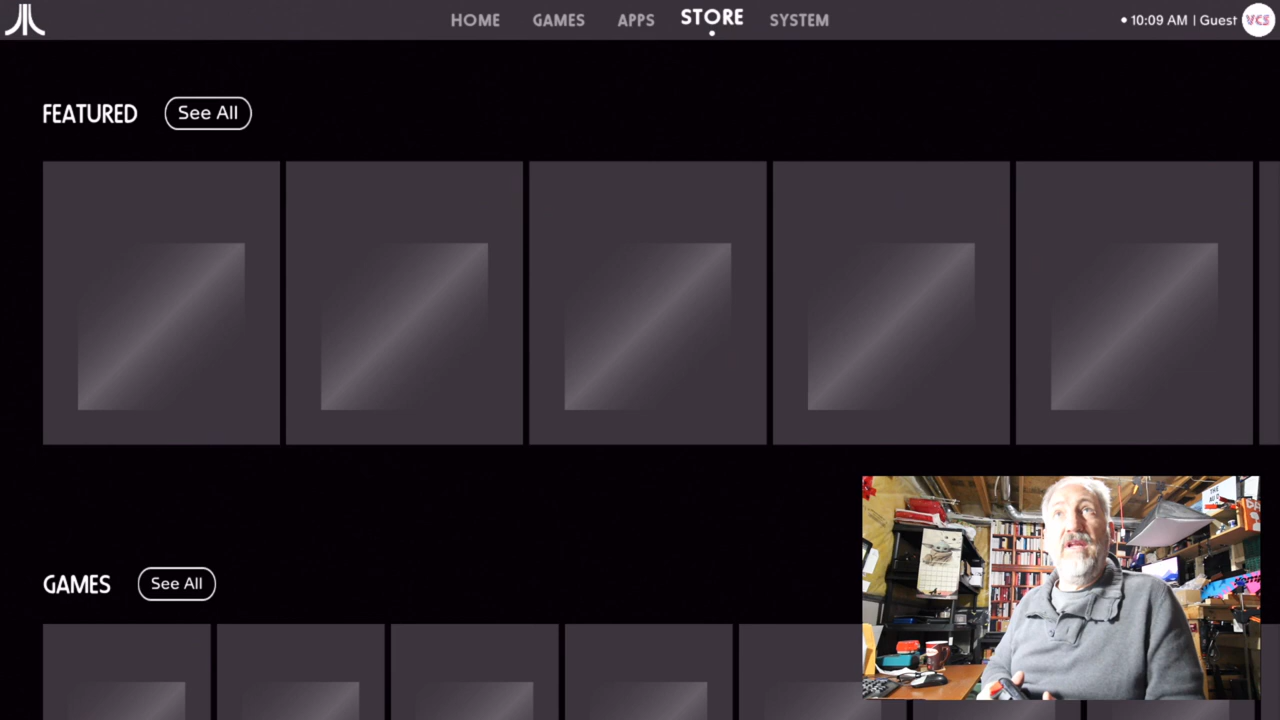 HOME GAMES APPS STORE SYSTEM 10:09 AM | Guest VCS
FEATURED See All
GAMES See All